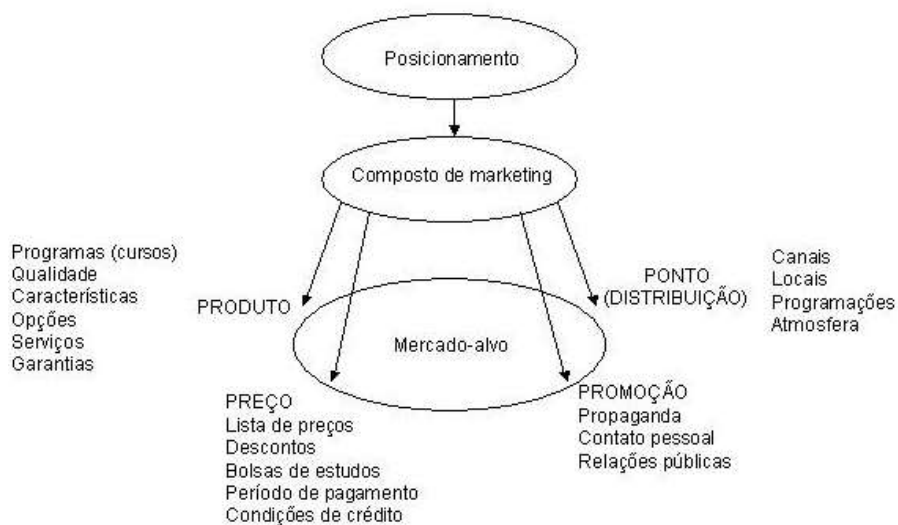 Posicionamento
Composto de marketing
Programas (cursos)
Qualidade
Características
Opções
Serviços
Garantias
PRODUTO
PONTO
(DISTRIBUIÇÃO)
Canais
Locais
Programações
Atmosfera
Mercado-alvo
PREÇO
Lista de preços
Descontos
Bolsas de estudos
Período de pagamento
Condições de crédito
PROMOÇÃO
Propaganda
Contato pessoal
Relações públicas